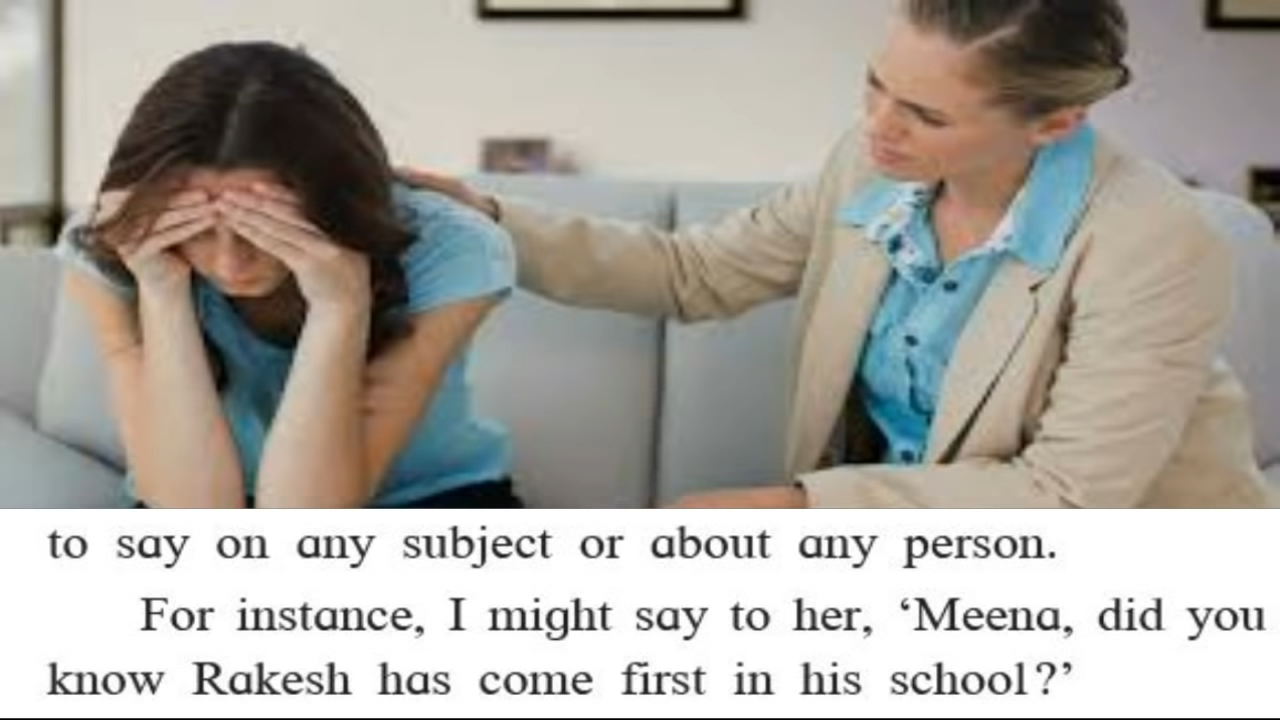 to say on any subject or about any person.
For instance, I might say to her, ‘Meena, did you
know Rakesh has come first in his school?’